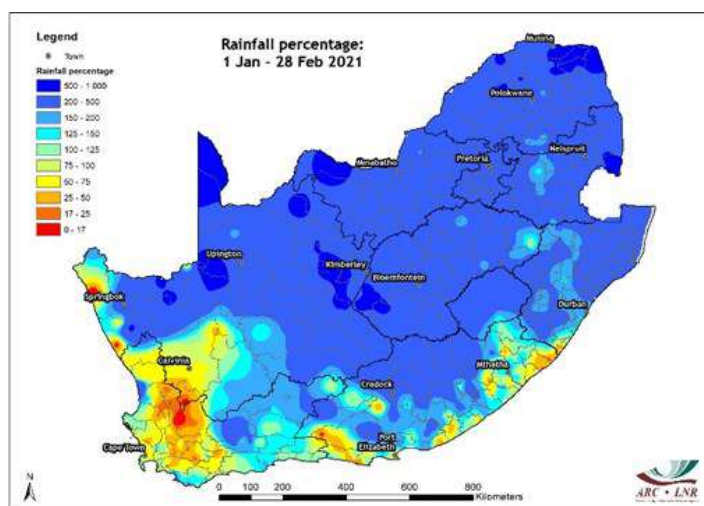 Legend
Town
Rainfall percentage
500 - 1 000
200 - 500
150 - 200
125 - 150
100 - 125
75 - 100
50 - 75
25 - 50
17 - 25
0 - 17
Rainfall percentage:
1 Jan - 28 Feb 2021
Musina
Polokwane
Nelspruit
Pretoria
Mmabatho
Upington
Kimberley
Bloemfontein
Springbok
Durban
Calvinia
Mthatha
Cradock
Cape Town
Port
Elizabeth
N
0 100 200 400 600 800
Kilometers
ARC • LNR